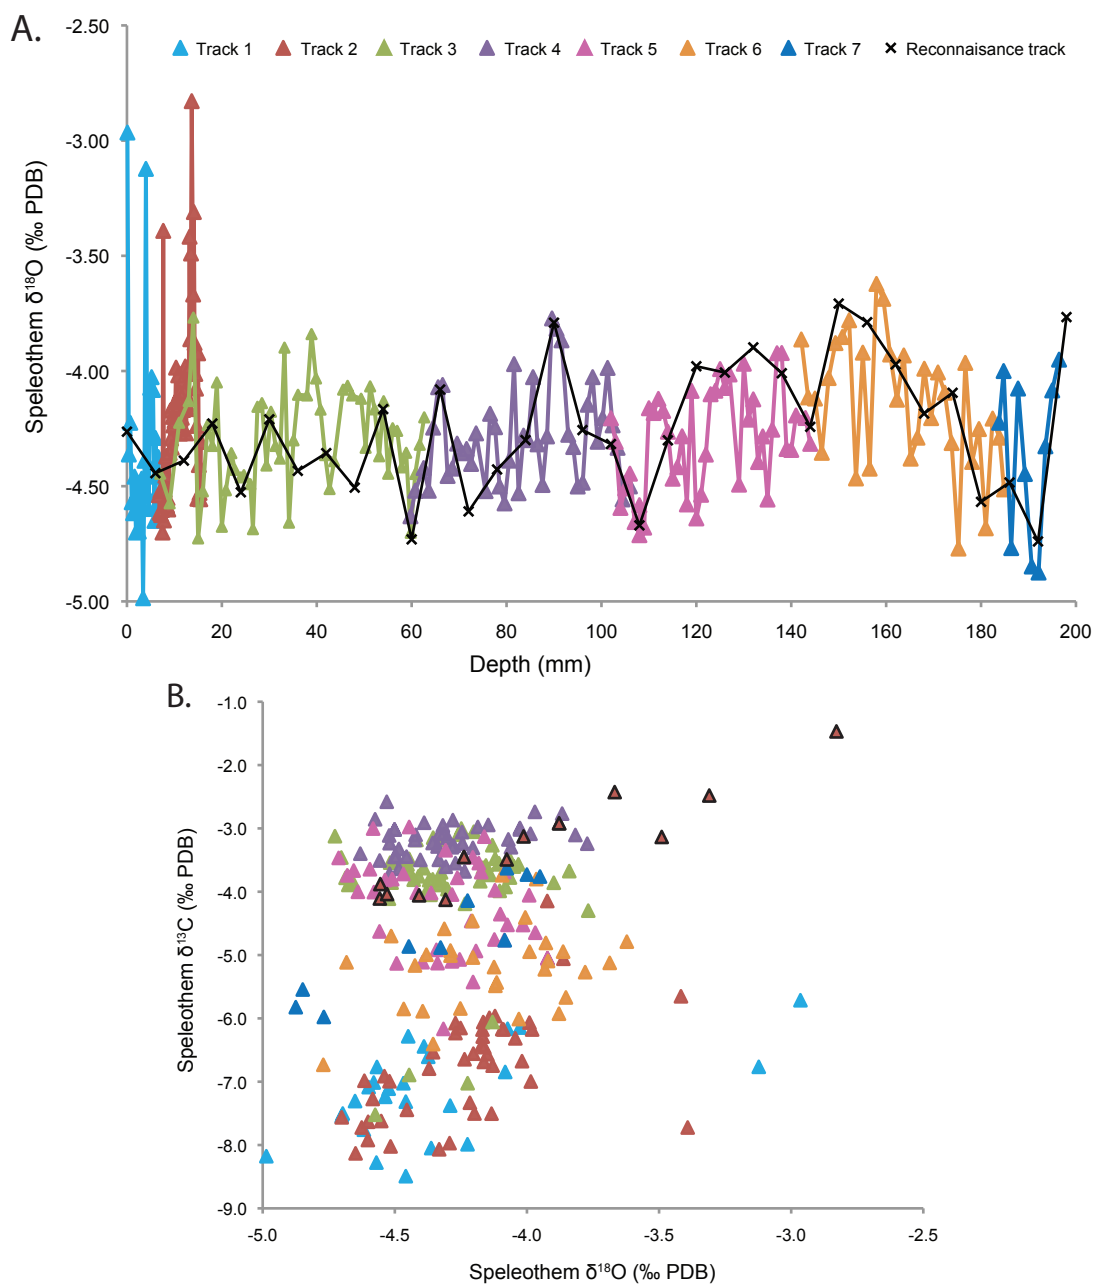 A.
Track 1 Track 2 Track 3 Track 4 Track 5 Track 6 Track 7 Reconnaisance track
-2.50
-3.00
-3.50
-4.00
-4.50
-5.00
Speleothem δ¹⁸O (‰ PDB)
0 20 40 60 80 100 120 140 160 180 200
Depth (mm)
B.
-1.0
-2.0
-3.0
-4.0
-5.0
-6.0
-7.0
-8.0
-9.0
Speleothem δ¹³C (‰ PDB)
-5.0 -4.5 -4.0 -3.5 -3.0 -2.5
Speleothem δ¹⁸O (‰ PDB)